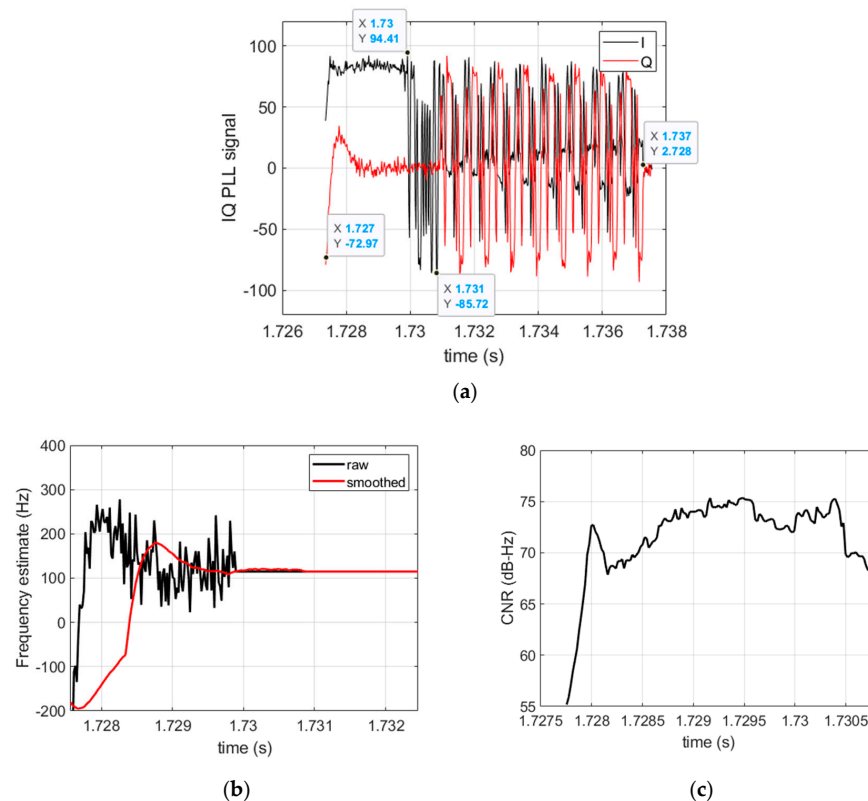 X 1.73
Y 94.41
100
I
Q
50
X 1.737
Y 2.728
0
IQ PLL signal
-50
X 1.727
Y -72.97
X 1.731
Y -85.72
-100
1.726 1.728 1.73 1.732 1.734 1.736 1.738
time (s)
(a)
400
raw
smoothed
300
200
100
0
-100
-200
Frequency estimate (Hz)
1.728 1.729 1.73 1.731 1.732
time (s)
(b)
80
75
70
65
60
55
CNR (dB-Hz)
1.7275 1.728 1.7285 1.729 1.7295 1.73 1.7305
time (s)
(c)